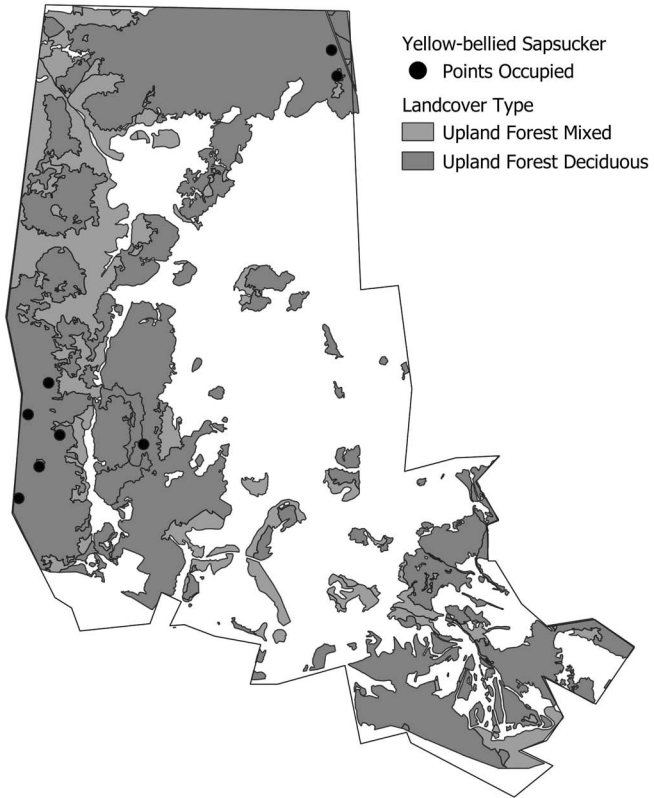 Yellow-bellied Sapsucker
Points Occupied
Landcover Type
Upland Forest Mixed
Upland Forest Deciduous